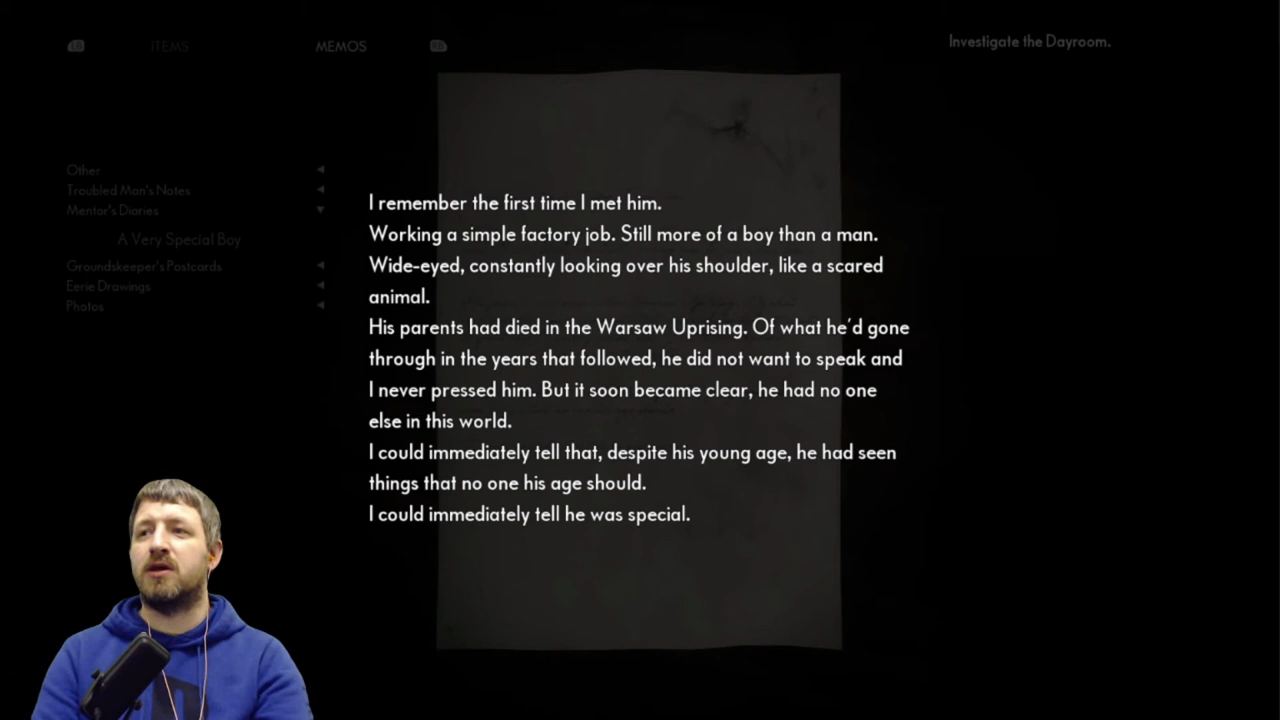 LB ITEMS MEMOS RB
Investigate the Dayroom.
Other
Troubled Man's Notes
Mentor's Diaries
A Very Special Boy
Groundskeeper's Postcards
Eerie Drawings
Photos
I remember the first time I met him.
Working a simple factory job. Still more of a boy than a man.
Wide-eyed, constantly looking over his shoulder, like a scared
animal.
His parents had died in the Warsaw Uprising. Of what he'd gone
through in the years that followed, he did not want to speak and
I never pressed him. But it soon became clear, he had no one
else in this world.
I could immediately tell that, despite his young age, he had seen
things that no one his age should.
I could immediately tell he was special.